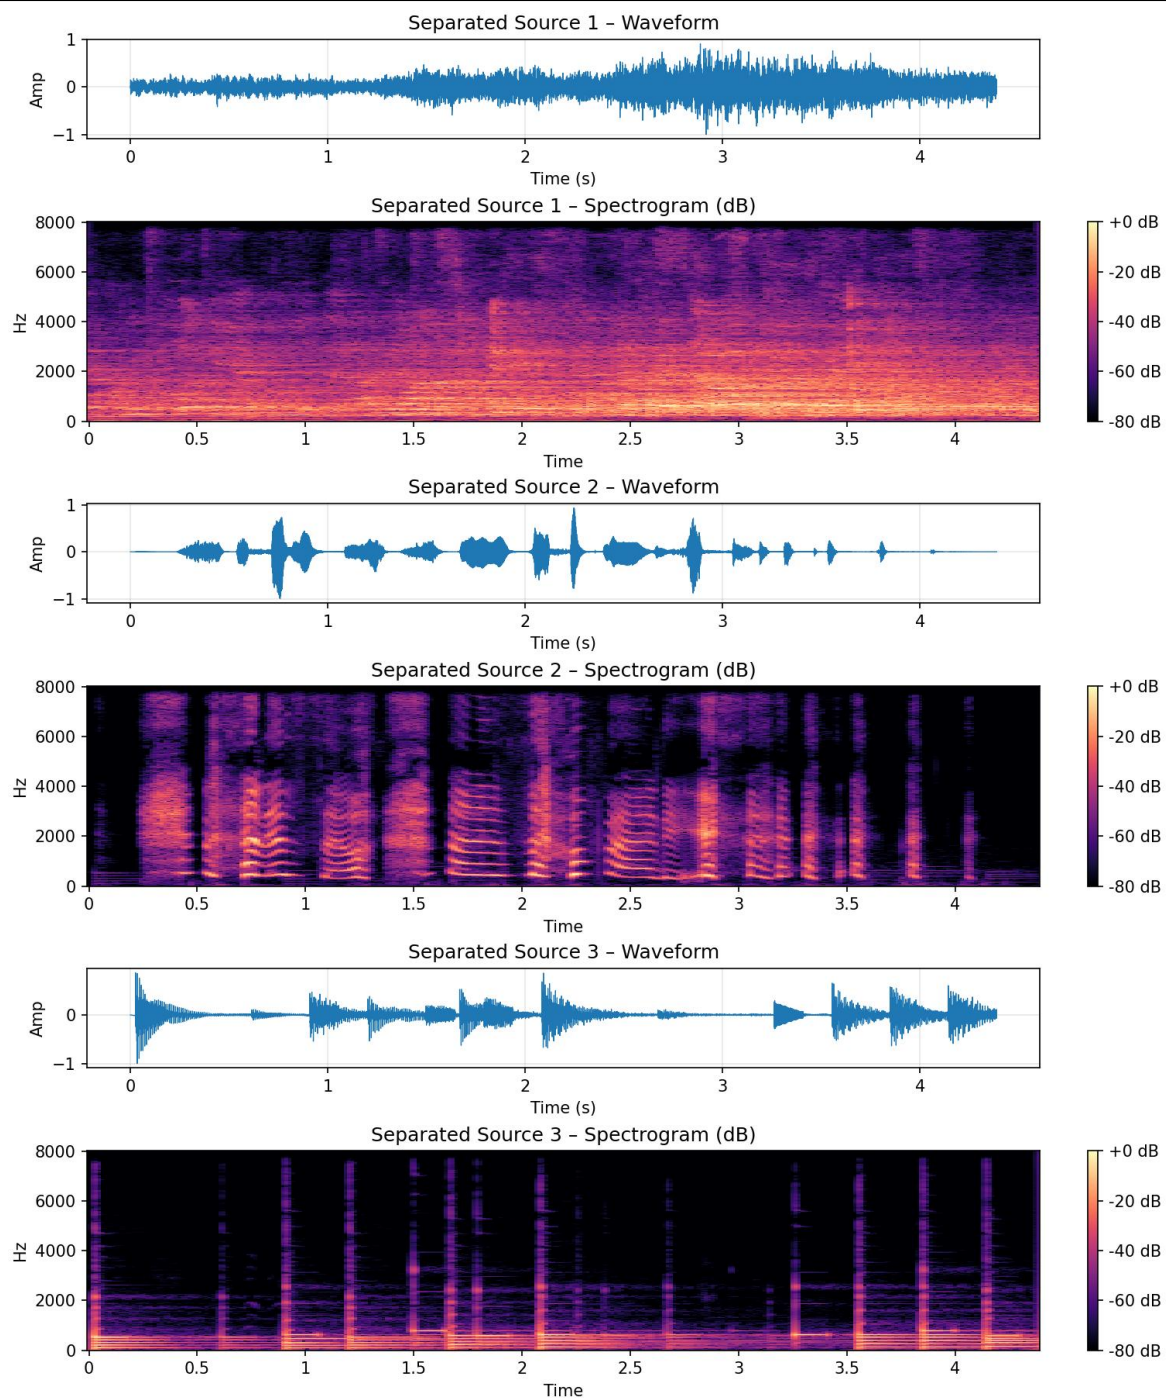 Separated Source 1 – Waveform
1
0
−1
Amp
0 1 2 3 4
Time (s)
Separated Source 1 – Spectrogram (dB)
8000
6000
4000
2000
0
Hz
0 0.5 1 1.5 2 2.5 3 3.5 4
Time
+0 dB
-20 dB
-40 dB
-60 dB
-80 dB
Separated Source 2 – Waveform
1
0
−1
Amp
0 1 2 3 4
Time (s)
Separated Source 2 – Spectrogram (dB)
8000
6000
4000
2000
0
Hz
0 0.5 1 1.5 2 2.5 3 3.5 4
Time
+0 dB
-20 dB
-40 dB
-60 dB
-80 dB
Separated Source 3 – Waveform
0
−1
Amp
0 1 2 3 4
Time (s)
Separated Source 3 – Spectrogram (dB)
8000
6000
4000
2000
0
Hz
0 0.5 1 1.5 2 2.5 3 3.5 4
Time
+0 dB
-20 dB
-40 dB
-60 dB
-80 dB